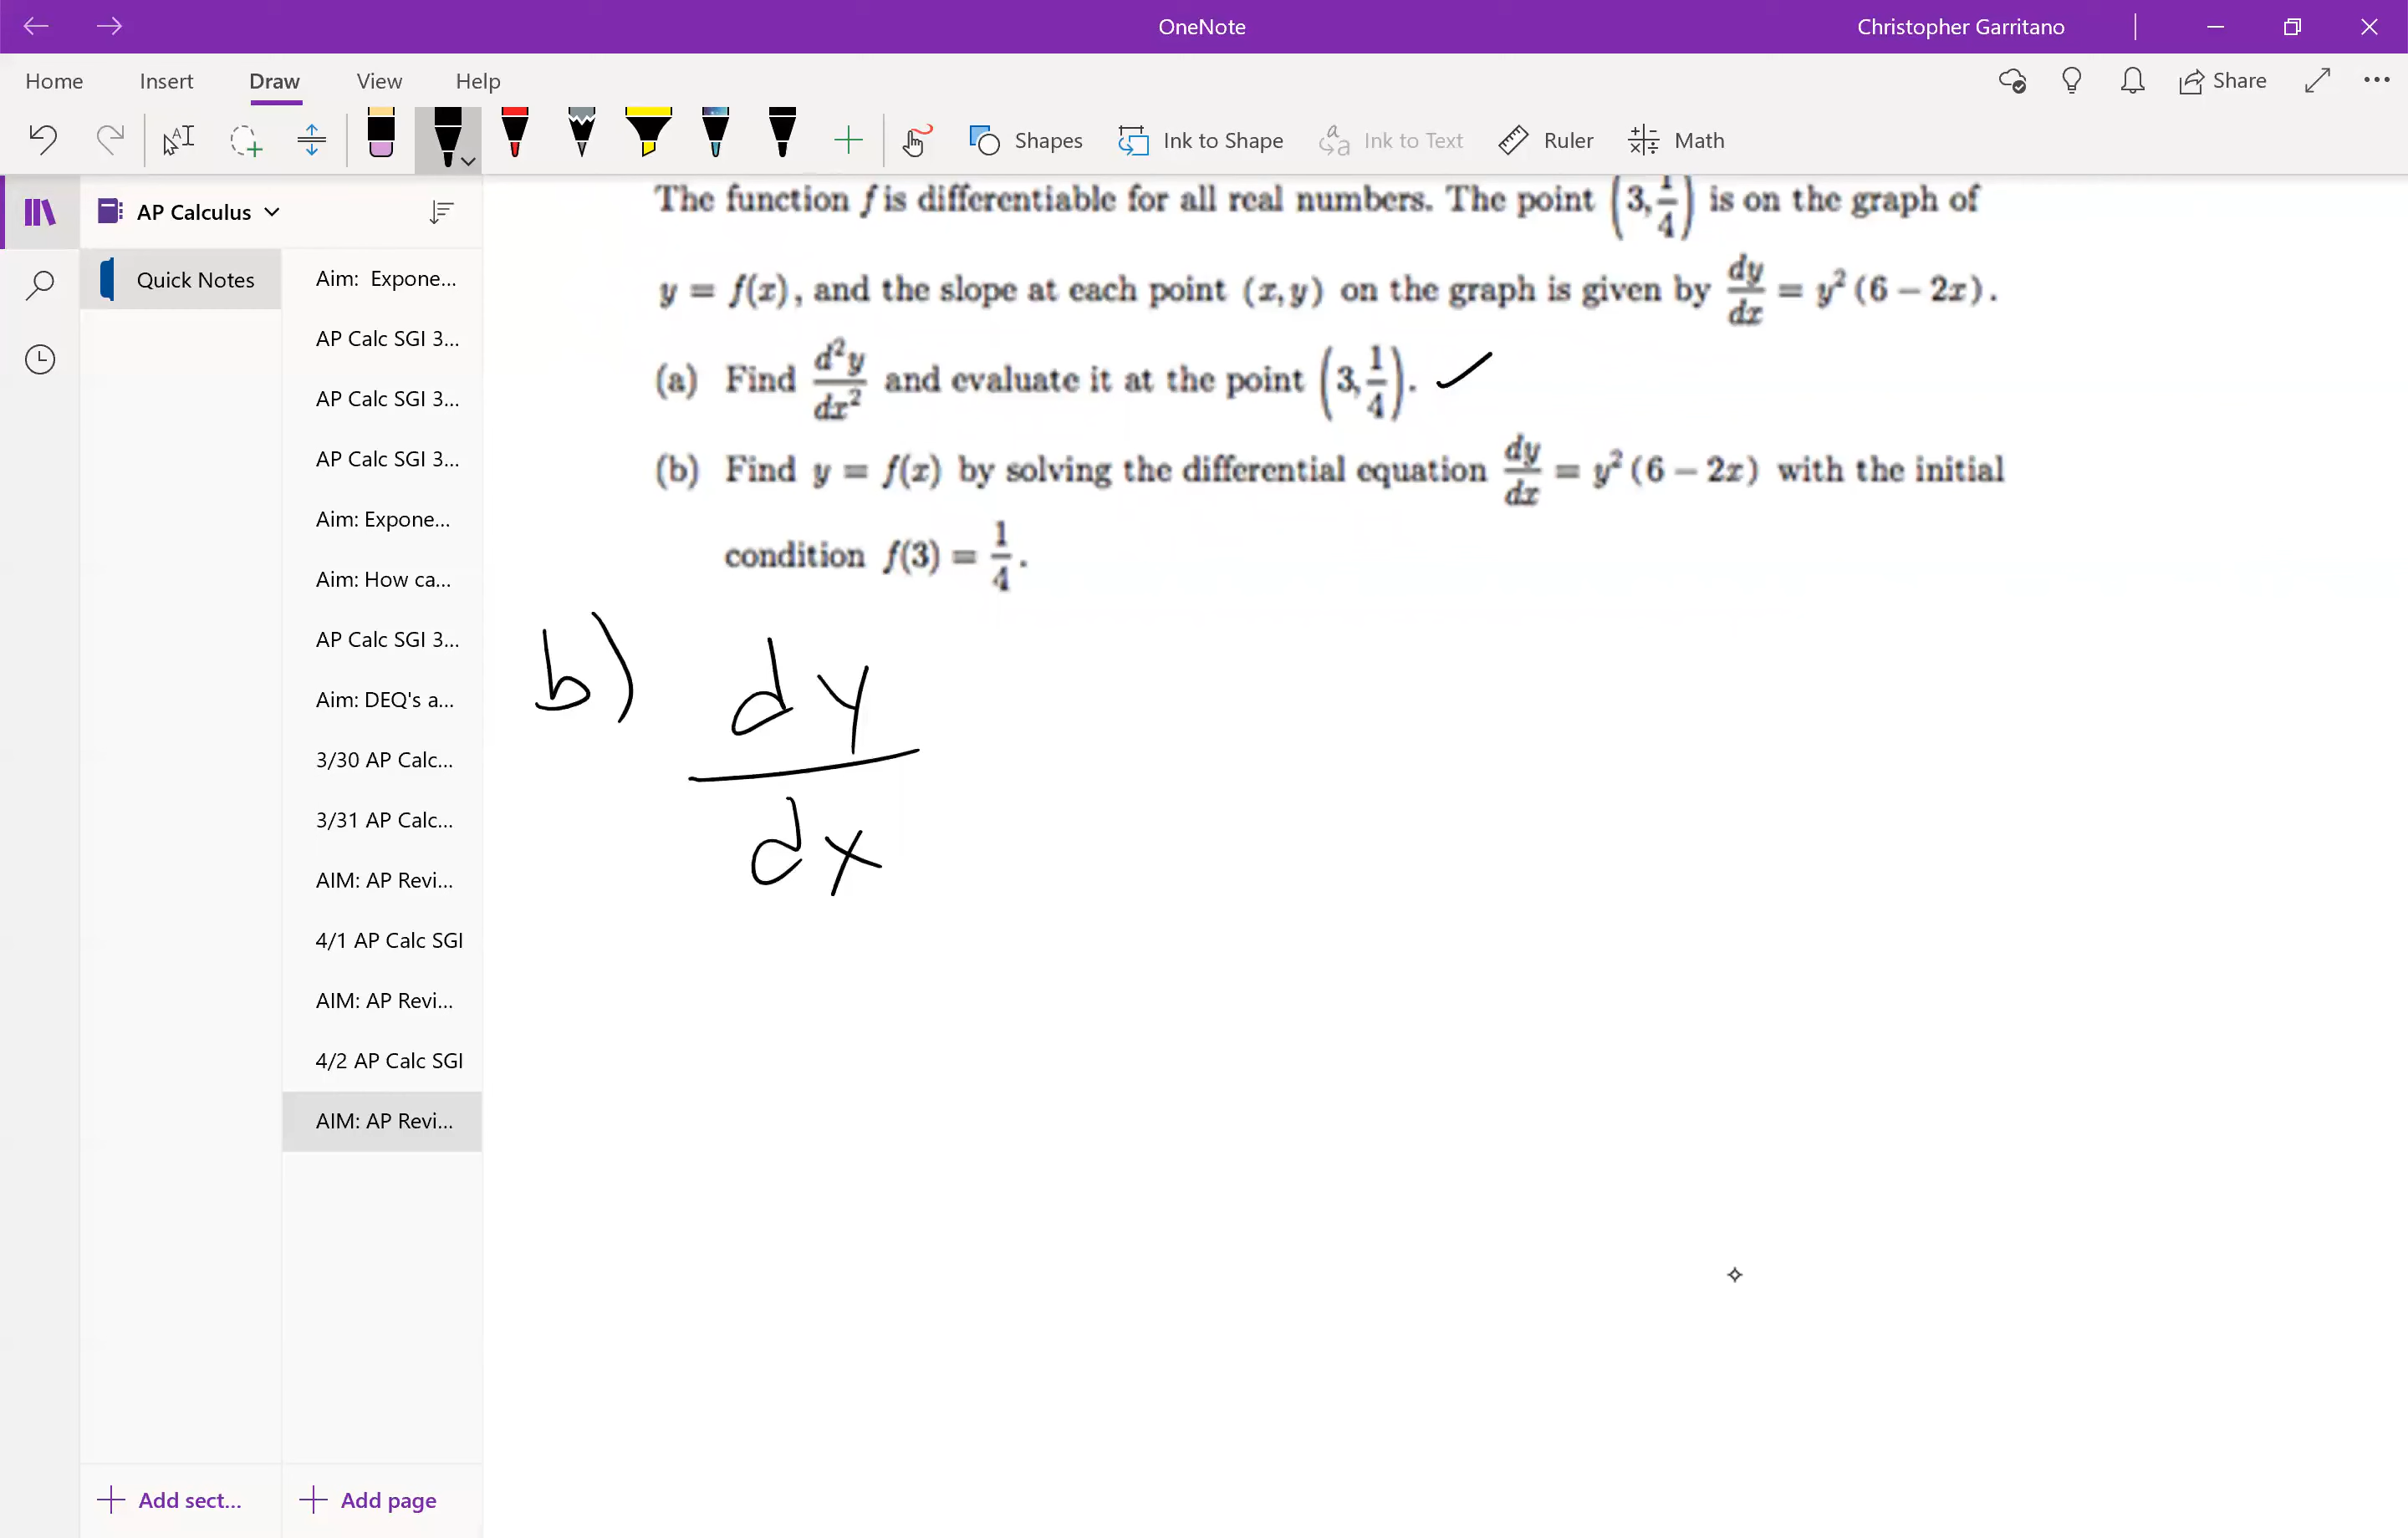 OneNote
Christopher Garritano
Home Insert Draw View Help
Share
Shapes Ink to Shape Ink to Text Ruler Math
AP Calculus
Quick Notes
Aim:  Expone...
AP Calc SGI 3...
AP Calc SGI 3...
AP Calc SGI 3...
Aim: Expone...
Aim: How ca...
AP Calc SGI 3...
Aim: DEQ's a...
3/30 AP Calc...
3/31 AP Calc...
AIM: AP Revi...
4/1 AP Calc SGI
AIM: AP Revi...
4/2 AP Calc SGI
AIM: AP Revi...
Add sect...
Add page
The function f is differentiable for all real numbers. The point (3, 1/4) is on the graph of
y = f(x), and the slope at each point (x, y) on the graph is given by dy/dx = y² (6 − 2x).
(a) Find d²y/dx² and evaluate it at the point (3, 1/4). ✓
(b) Find y = f(x) by solving the differential equation dy/dx = y² (6 − 2x) with the initial
condition f(3) = 1/4.
b) dy/dx